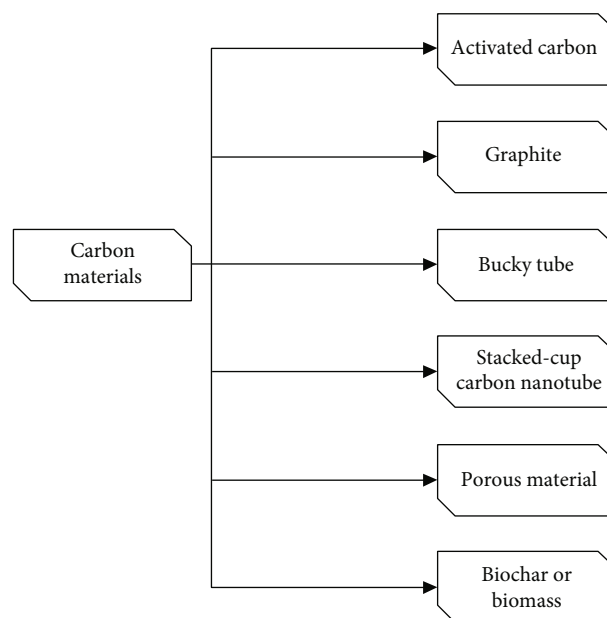 Activated carbon
Graphite
Carbon
materials
Bucky tube
Stacked-cup
carbon nanotube
Porous material
Biochar or
biomass